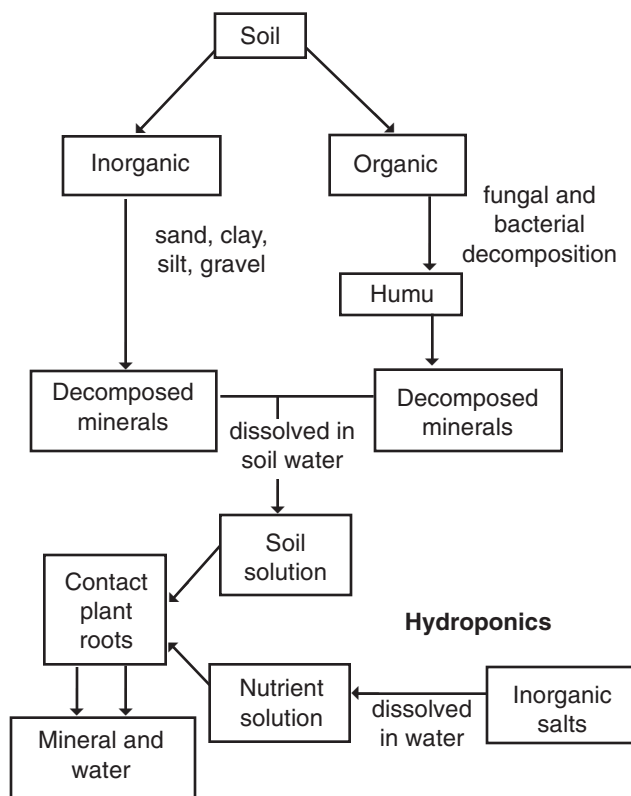 Soil
Inorganic
Organic
sand, clay,
silt, gravel
fungal and
bacterial
decomposition
Humu
Decomposed
minerals
Decomposed
minerals
dissolved in
soil water
Soil
solution
Contact
plant
roots
Hydroponics
Nutrient
solution
dissolved
in water
Inorganic
salts
Mineral and
water